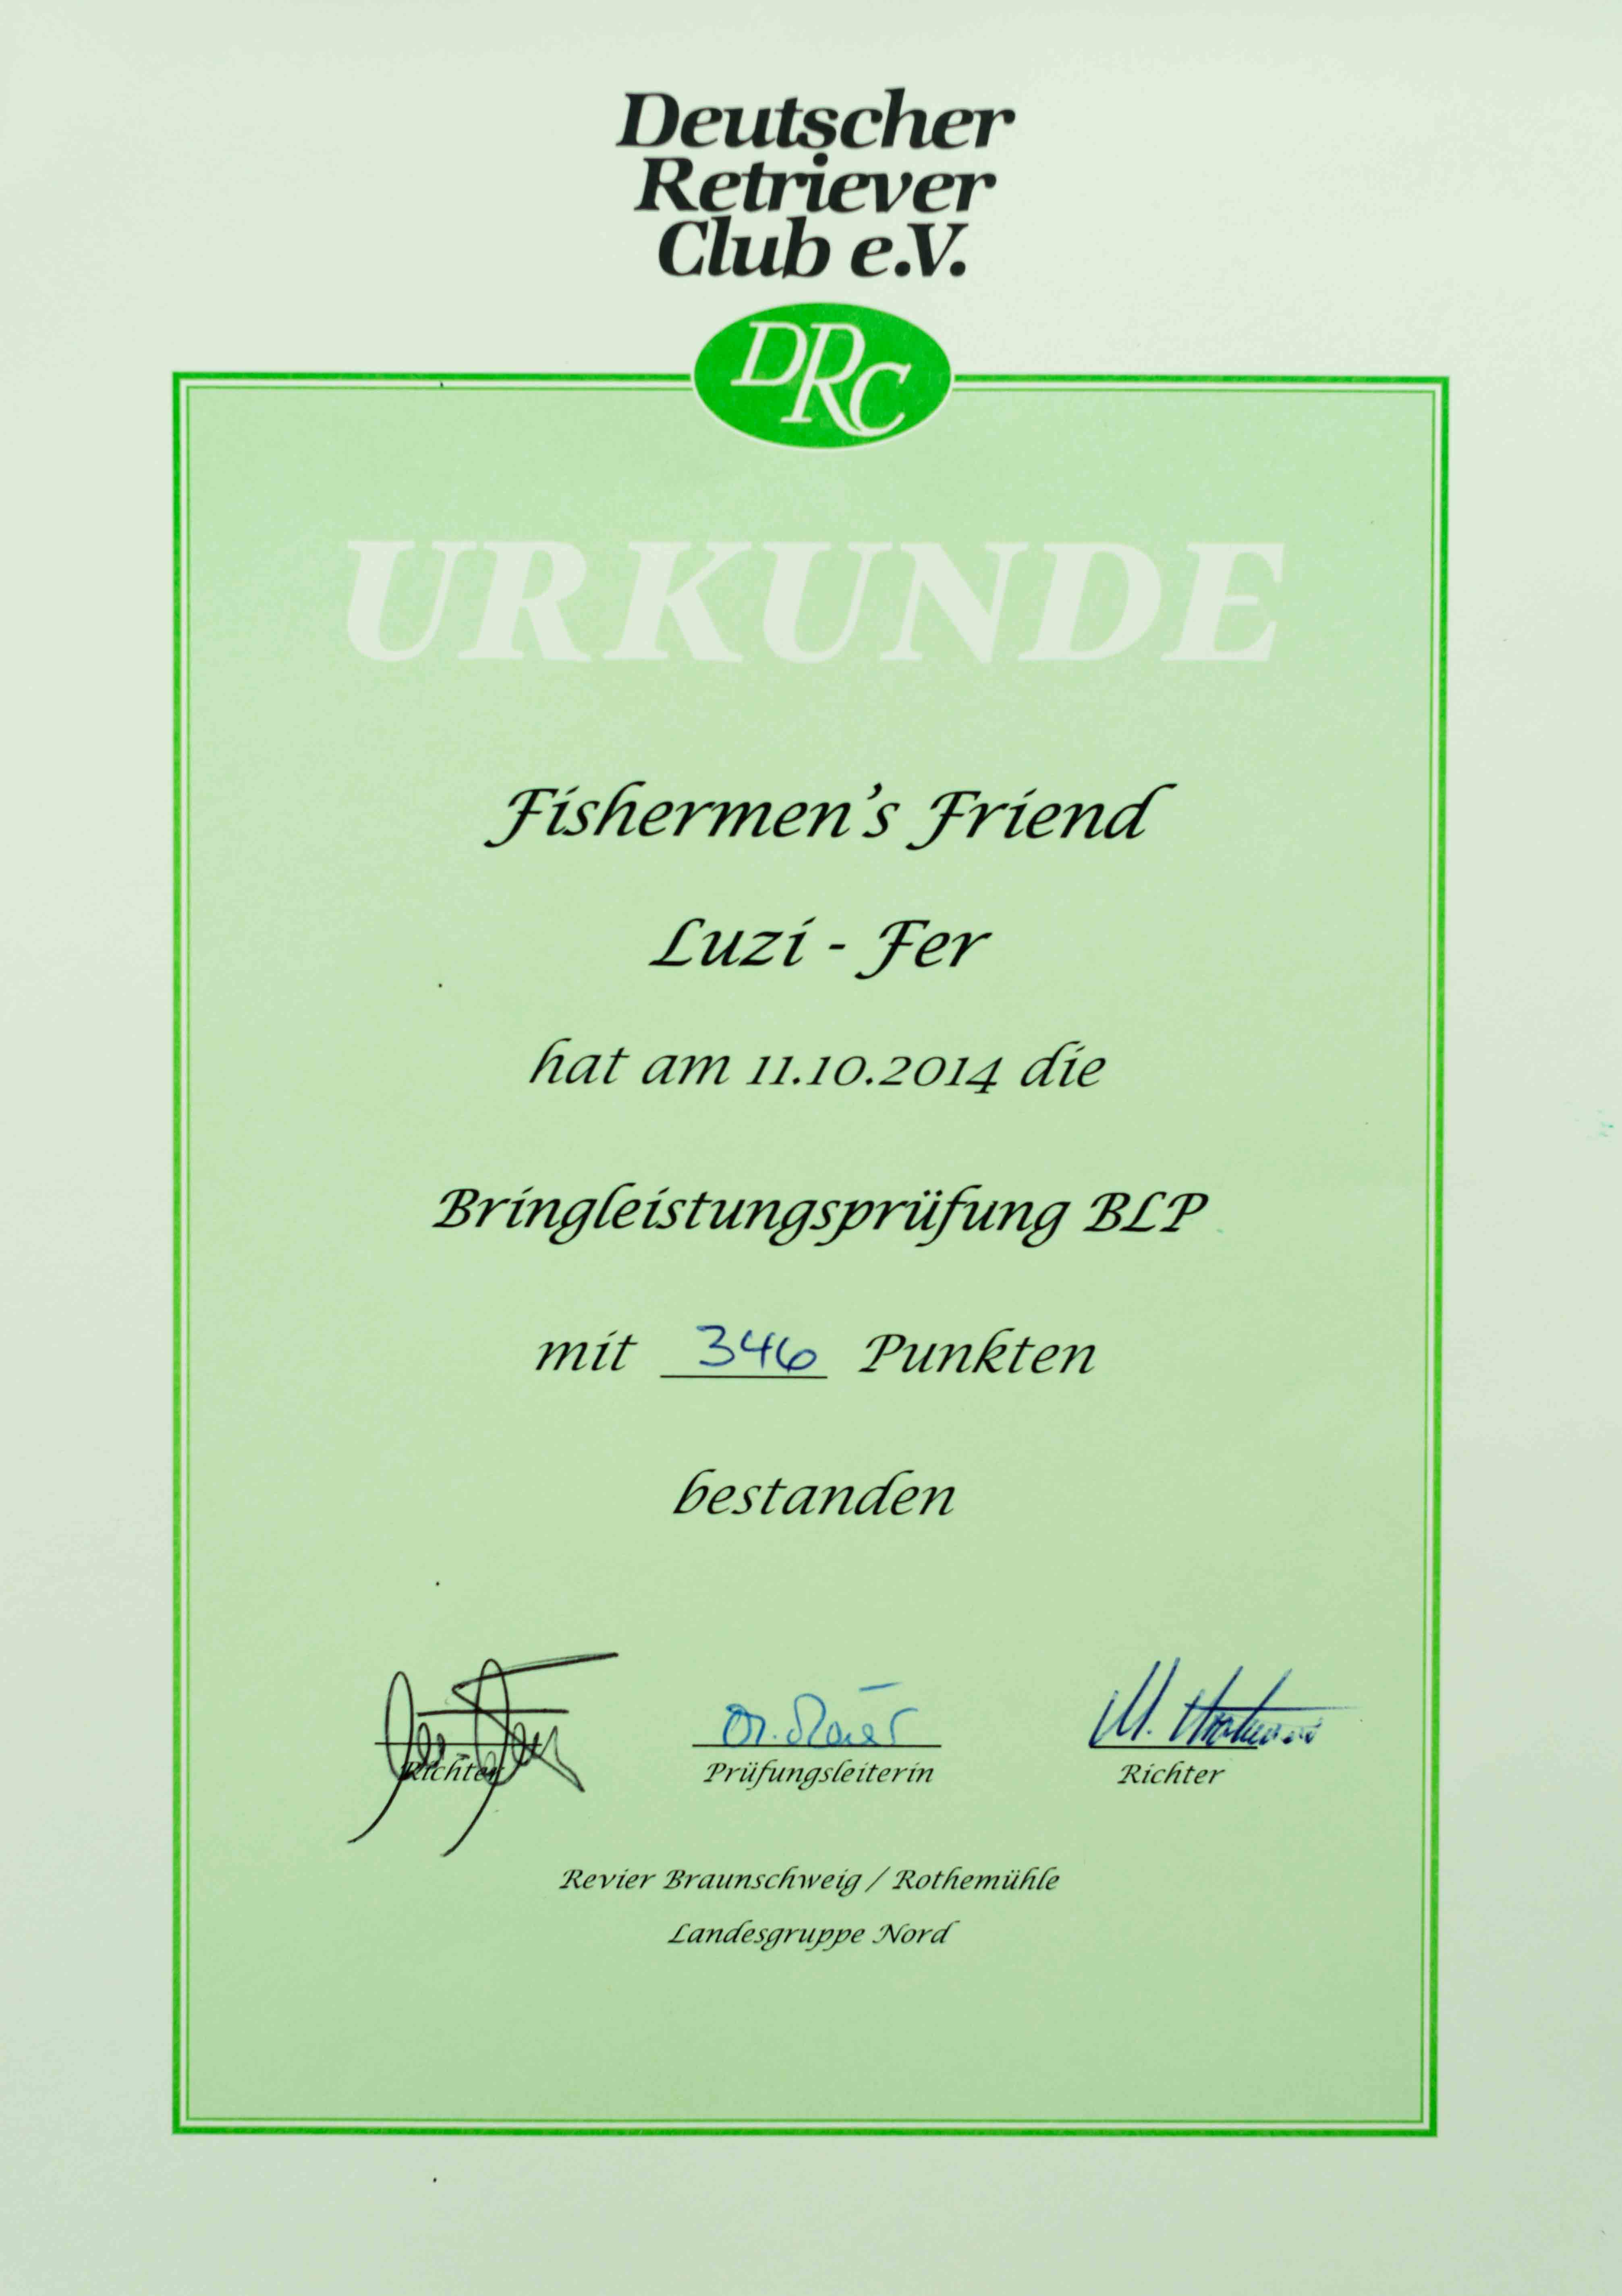 Deutscher
Retriever
Club e.V.
DRC
URKUNDE
Fishermen's Friend
Luzi - Fer
hat am 11.10.2014 die
Bringleistungsprüfung BLP
mit 346 Punkten
bestanden
Richter Prüfungsleiterin Richter
Revier Braunschweig / Rothemühle
Landesgruppe Nord